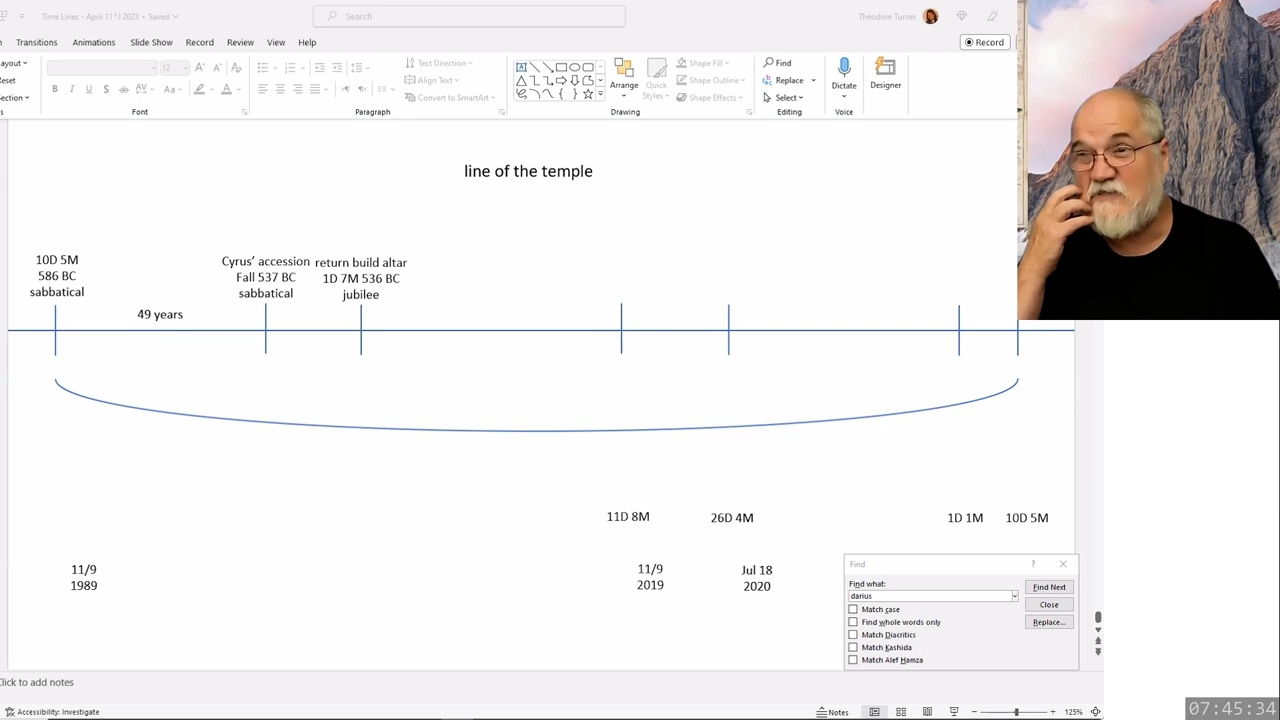 Time Lines - April 11^J 2023 • Saved
Search
Theodore Turner
Transitions
Animations
Slide Show
Record
Review
View
Help
Record
Layout
Reset
Section
12
B I U S ab AV Aa A
Text Direction
Align Text
Convert to SmartArt
Arrange
Quick
Styles
Shape Fill
Shape Outline
Shape Effects
Find
Replace
Select
Dictate
Designer
Font
Paragraph
Drawing
Editing
Voice
line of the temple
10D 5M
586 BC
sabbatical
49 years
Cyrus’ accession
Fall 537 BC
sabbatical
return build altar
1D 7M 536 BC
jubilee
11D 8M
26D 4M
1D 1M
10D 5M
11/9
1989
11/9
2019
Jul 18
2020
Find
?
Find what:
darius
Find Next
Close
Replace...
Match case
Find whole words only
Match Diacritics
Match Kashida
Match Alef Hamza
Click to add notes
Accessibility: Investigate
Notes
125%
07:45:34